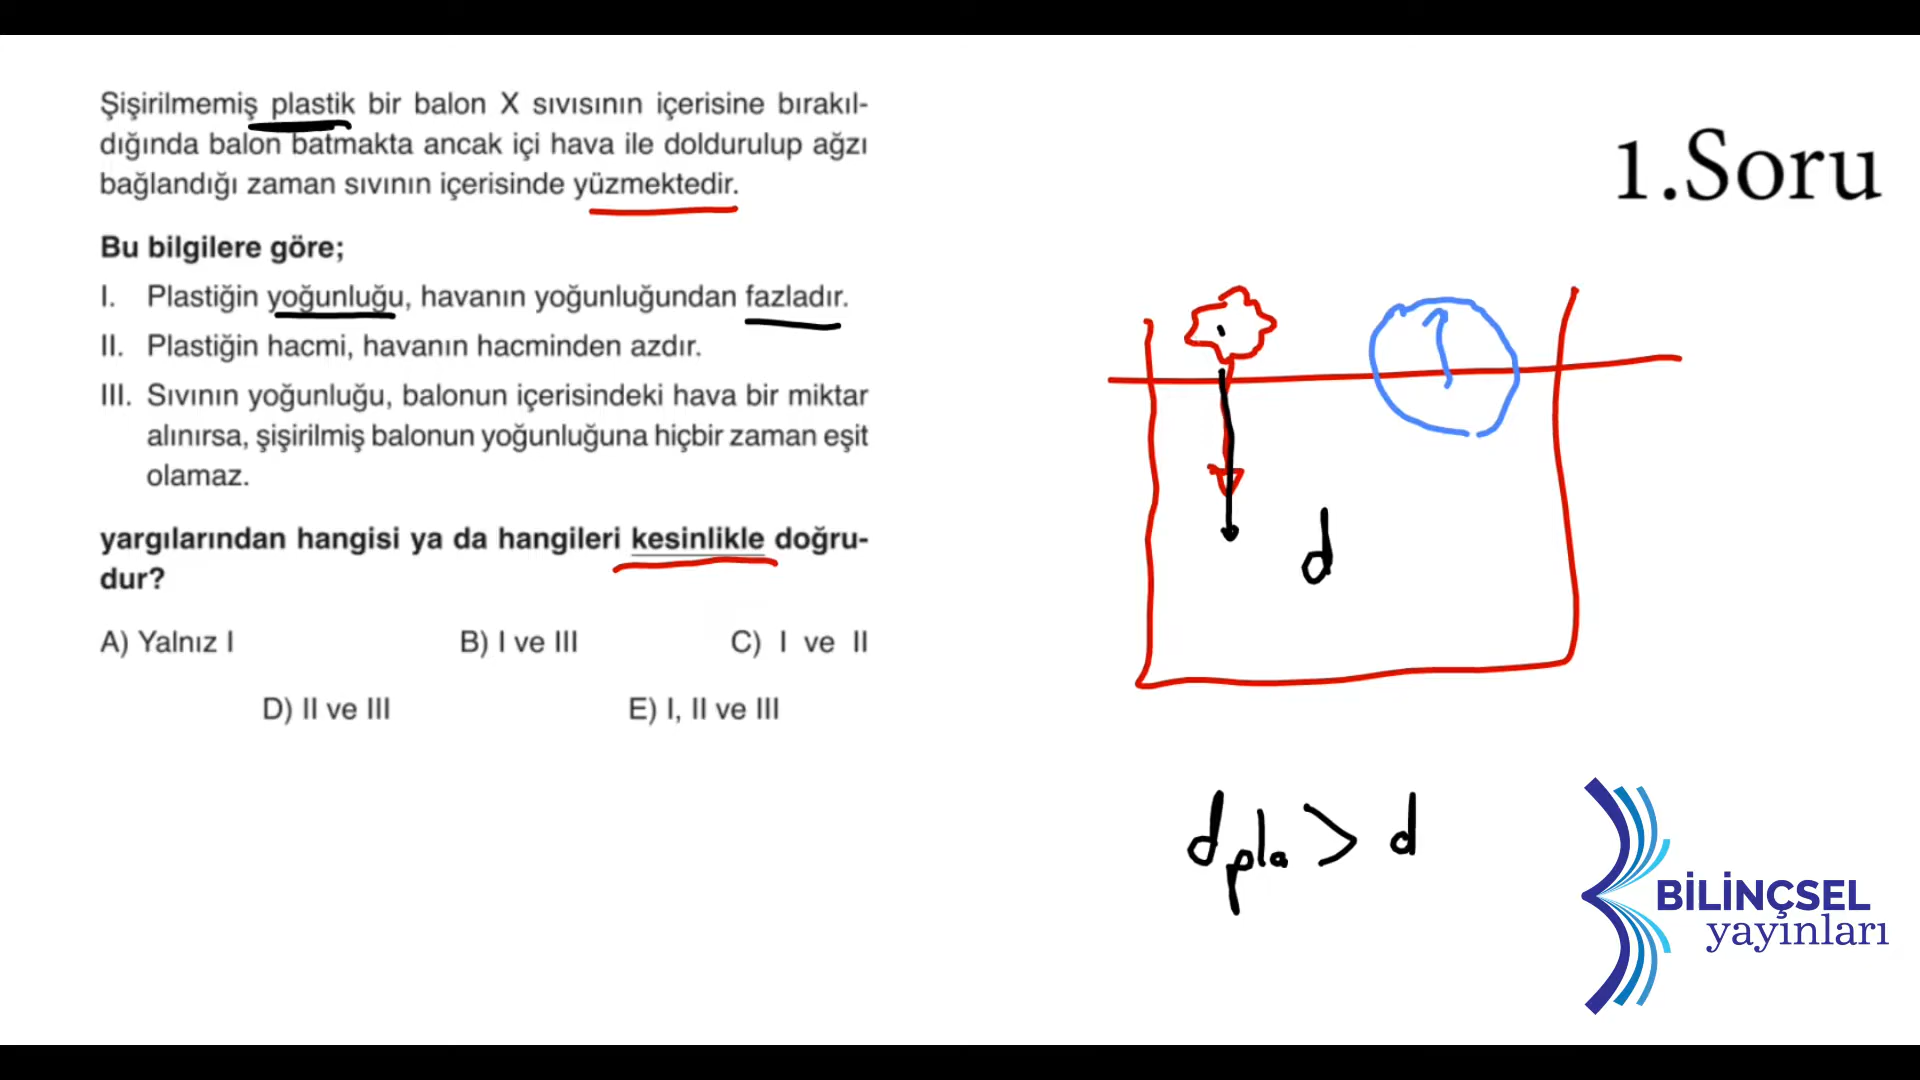 Şişirilmemiş plastik bir balon X sıvısının içerisine bırakıl-
dığında balon batmakta ancak içi hava ile doldurulup ağzı
bağlandığı zaman sıvının içerisinde yüzmektedir.
Bu bilgilere göre;
I. Plastiğin yoğunluğu, havanın yoğunluğundan fazladır.
II. Plastiğin hacmi, havanın hacminden azdır.
III. Sıvının yoğunluğu, balonun içerisindeki hava bir miktar
alınırsa, şişirilmiş balonun yoğunluğuna hiçbir zaman eşit
olamaz.
yargılarından hangisi ya da hangileri kesinlikle doğru-
dur?
A) Yalnız I B) I ve III C) I ve II
D) II ve III E) I, II ve III
1.Soru
d
dpla > d
BİLİNÇSEL
yayınları